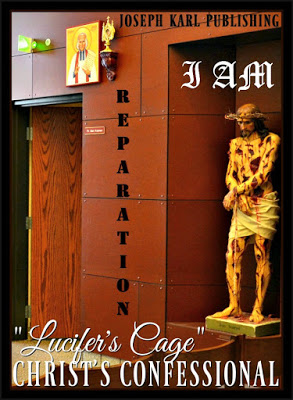 JOSEPH KARL PUBLISHING
I AM
REPARATION
"Lucifer's Cage"
CHRIST'S CONFESSIONAL